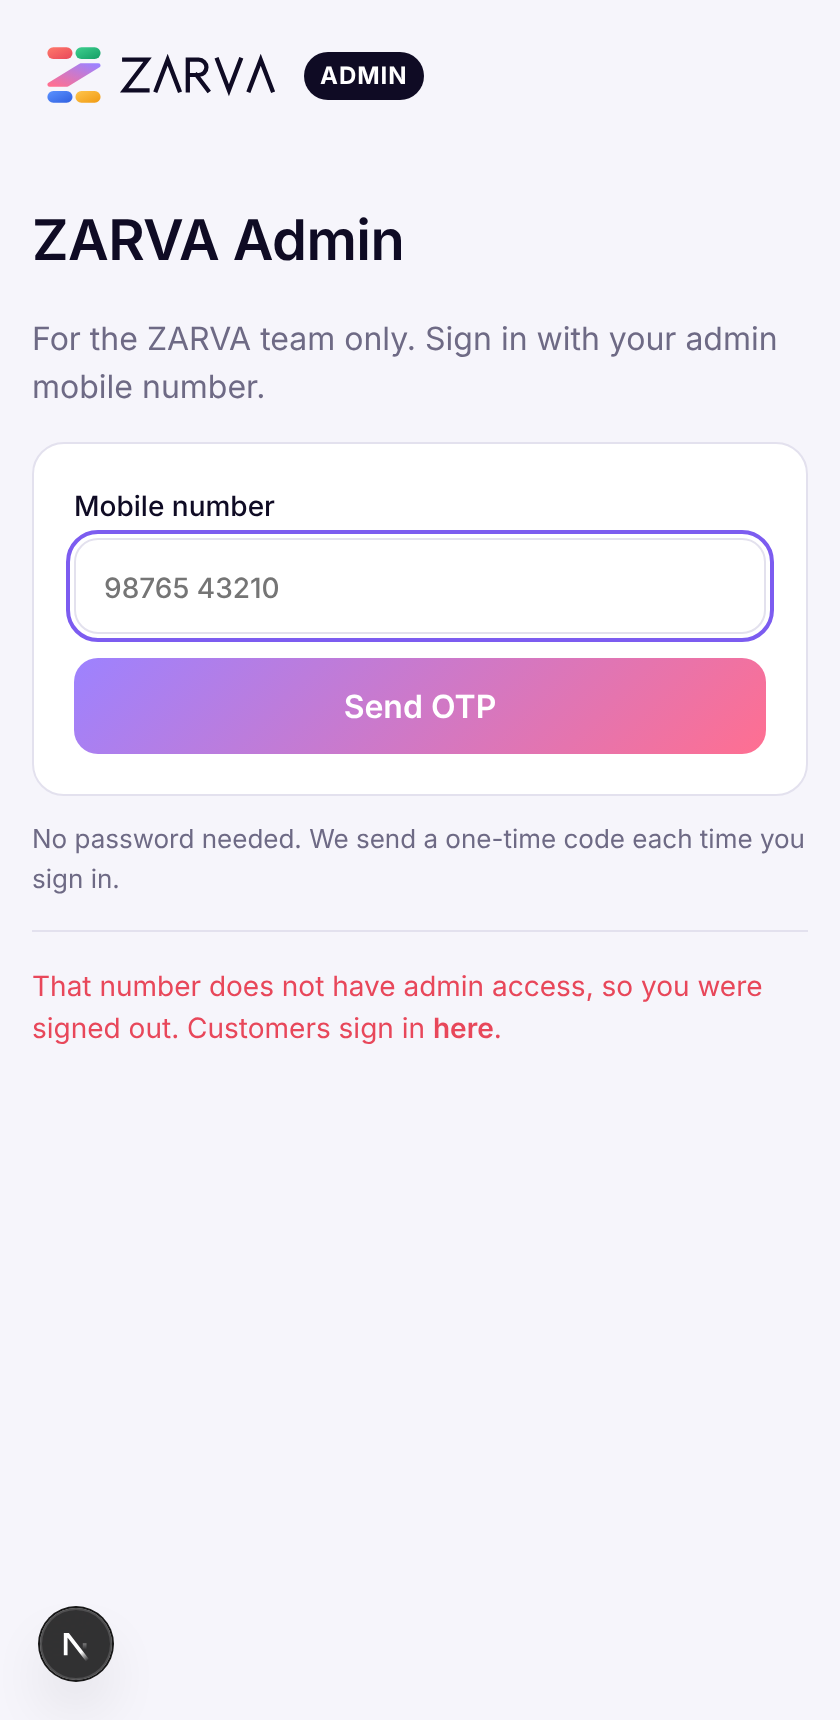 ZARVA ADMIN
ZARVA Admin
For the ZARVA team only. Sign in with your admin
mobile number.
Mobile number
98765 43210
Send OTP
No password needed. We send a one-time code each time you
sign in.
That number does not have admin access, so you were
signed out. Customers sign in here.
N